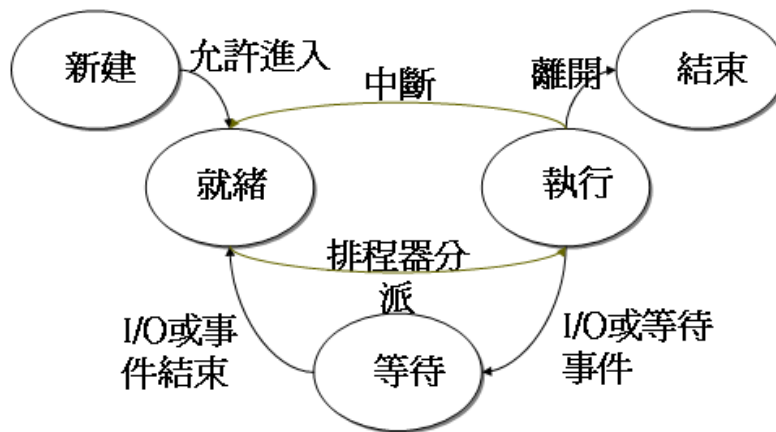 新建
允許進入
中斷
離開
結束
就緒
執行
排程器分
派
I/O或事
件結束
等待
I/O或等待
事件